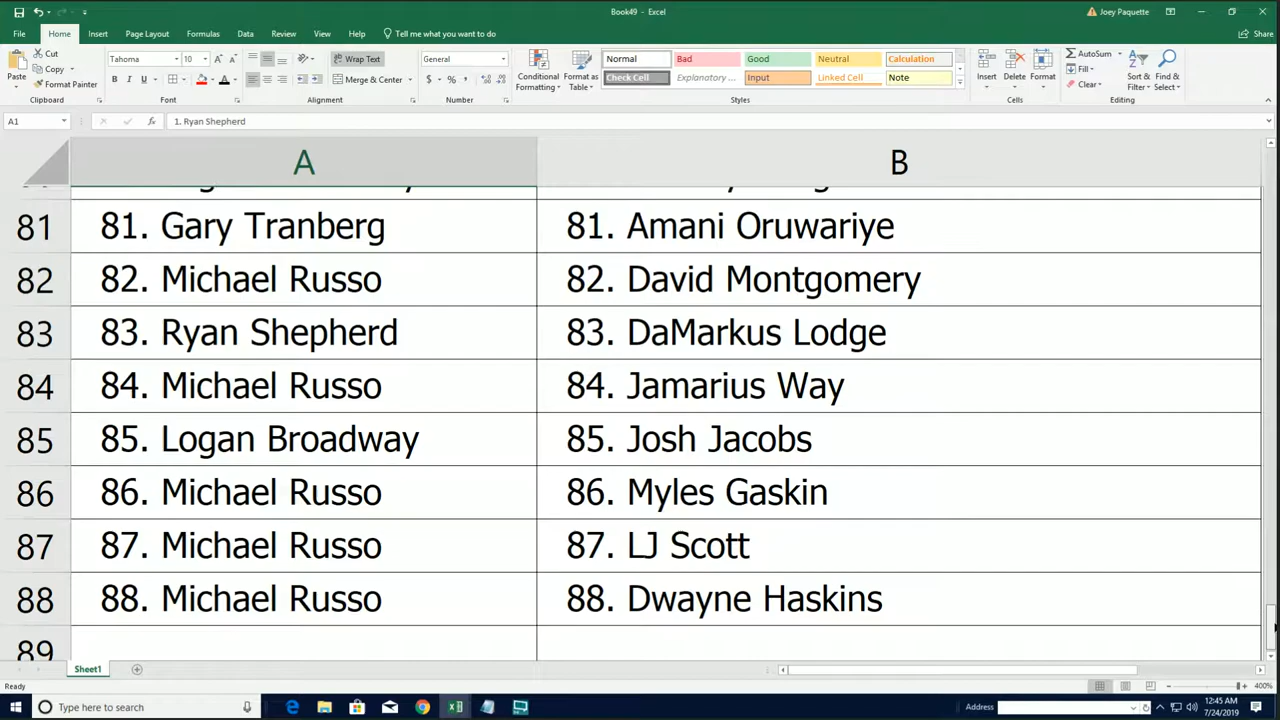 Book49 - Excel
Joey Paquette
File Home Insert Page Layout Formulas Data Review View Help Tell me what you want to do
Share
Paste
Cut
Copy
Format Painter
Clipboard
Tahoma 10
B I U
Font
Wrap Text
Merge & Center
Alignment
General
$ % ,
Number
Conditional Formatting
Format as Table
Normal Bad Good Neutral Calculation
Check Cell Explanatory ... Input Linked Cell Note
Styles
Insert Delete Format
Cells
AutoSum
Fill
Clear
Sort & Filter
Find & Select
Editing
A1 fx 1. Ryan Shepherd
A B
81 81. Gary Tranberg 81. Amani Oruwariye
82 82. Michael Russo 82. David Montgomery
83 83. Ryan Shepherd 83. DaMarkus Lodge
84 84. Michael Russo 84. Jamarius Way
85 85. Logan Broadway 85. Josh Jacobs
86 86. Michael Russo 86. Myles Gaskin
87 87. Michael Russo 87. LJ Scott
88 88. Michael Russo 88. Dwayne Haskins
89
Sheet1
Ready
400%
Type here to search
Address
12:45 AM
7/24/2019